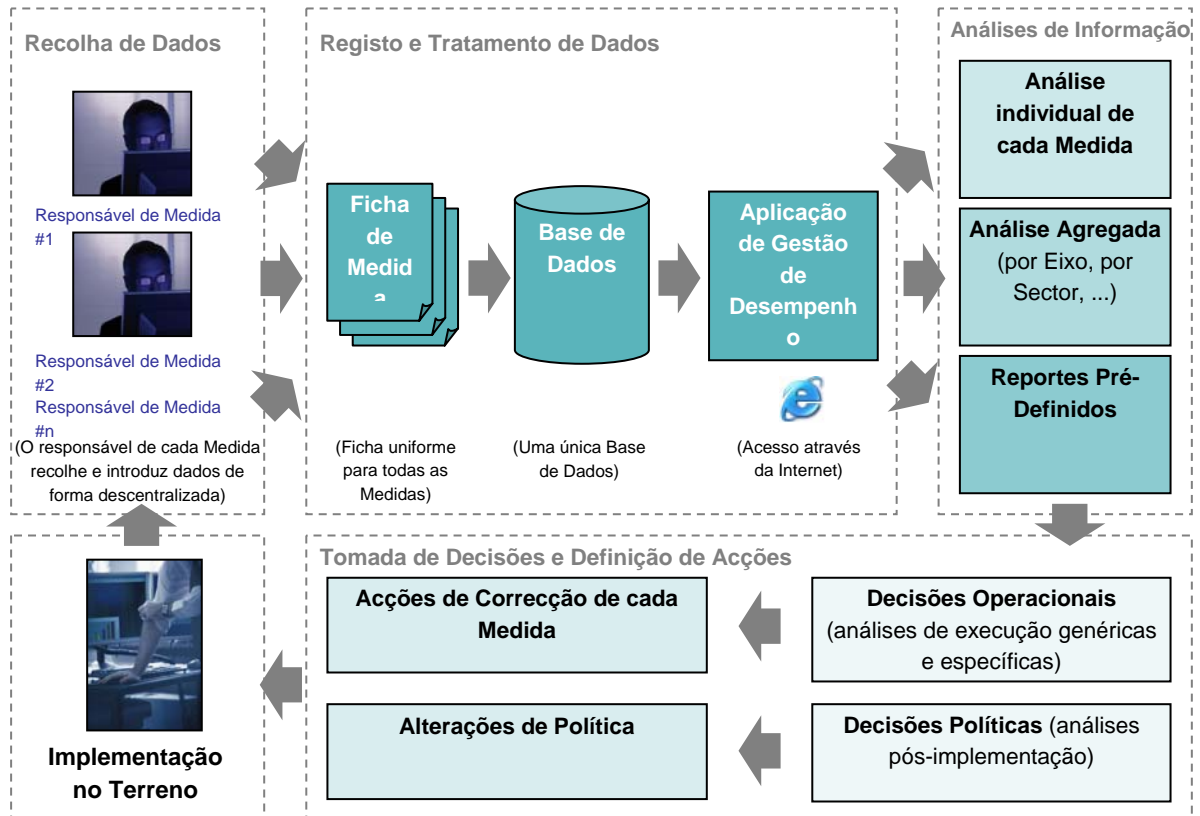 Recolha de Dados
Responsável de Medida
#1
Responsável de Medida
#2
Responsável de Medida
#n
(O responsável de cada Medida
recolhe e introduz dados de
forma descentralizada)
Registo e Tratamento de Dados
Ficha
de
Medid
a
(Ficha uniforme
para todas as
Medidas)
Base de
Dados
(Uma única Base
de Dados)
Aplicação
de Gestão
de
Desempenh
o
(Acesso através
da Internet)
Análises de Informação
Análise
individual de
cada Medida
Análise Agregada
(por Eixo, por
Sector, ...)
Reportes Pré-
Definidos
Tomada de Decisões e Definição de Acções
Decisões Operacionais
(análises de execução genéricas
e específicas)
Acções de Correcção de cada
Medida
Decisões Políticas (análises
pós-implementação)
Alterações de Política
Implementação
no Terreno